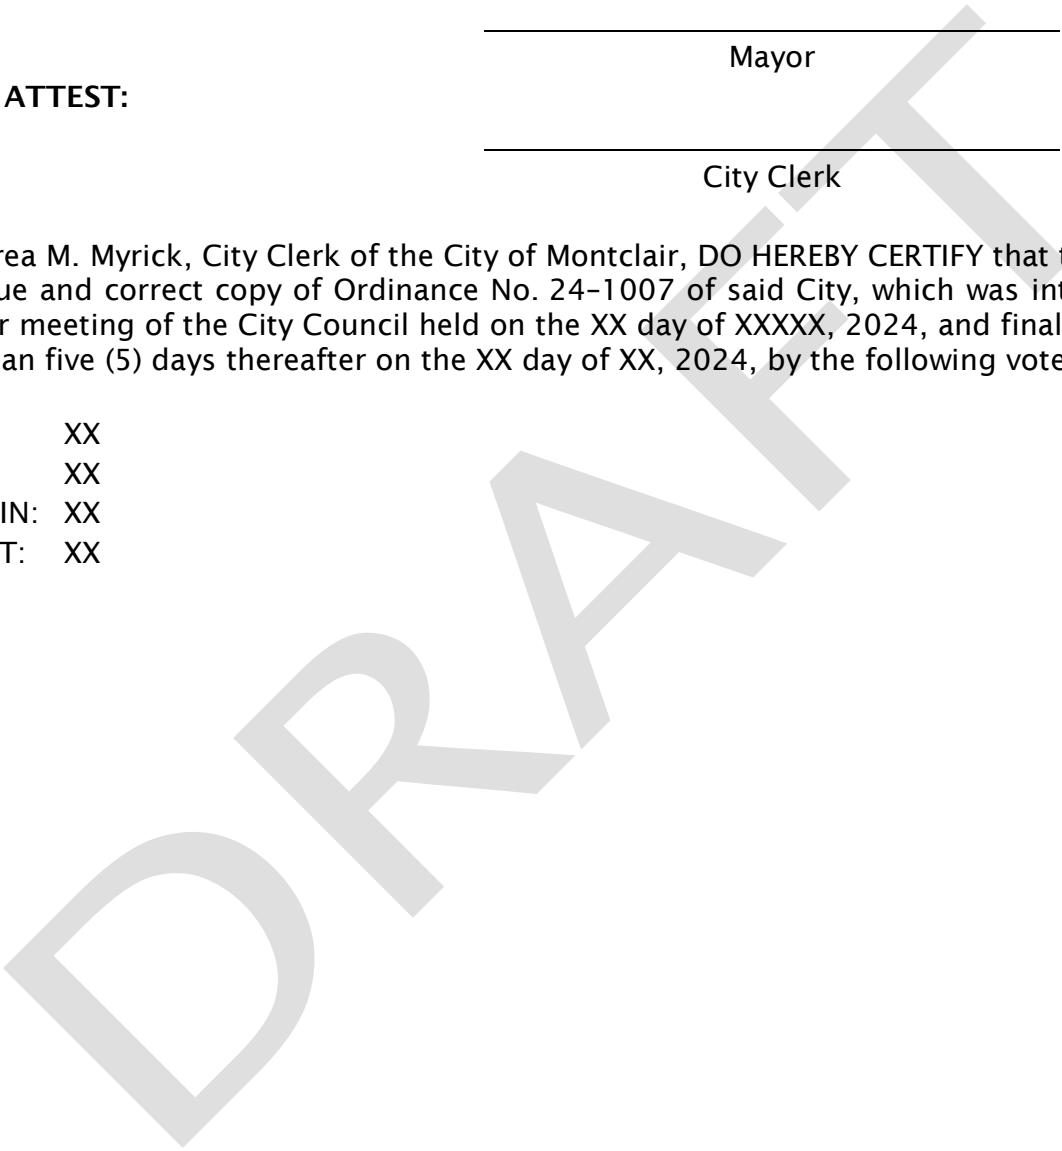 Mayor
ATTEST:
City Clerk
rea M. Myrick, City Clerk of the City of Montclair, DO HEREBY CERTIFY that t
ue and correct copy of Ordinance No. 24–1007 of said City, which was int
r meeting of the City Council held on the XX day of XXXXX, 2024, and final
an five (5) days thereafter on the XX day of XX, 2024, by the following vote
XX
XX
IN: XX
T: XX
DRAFT